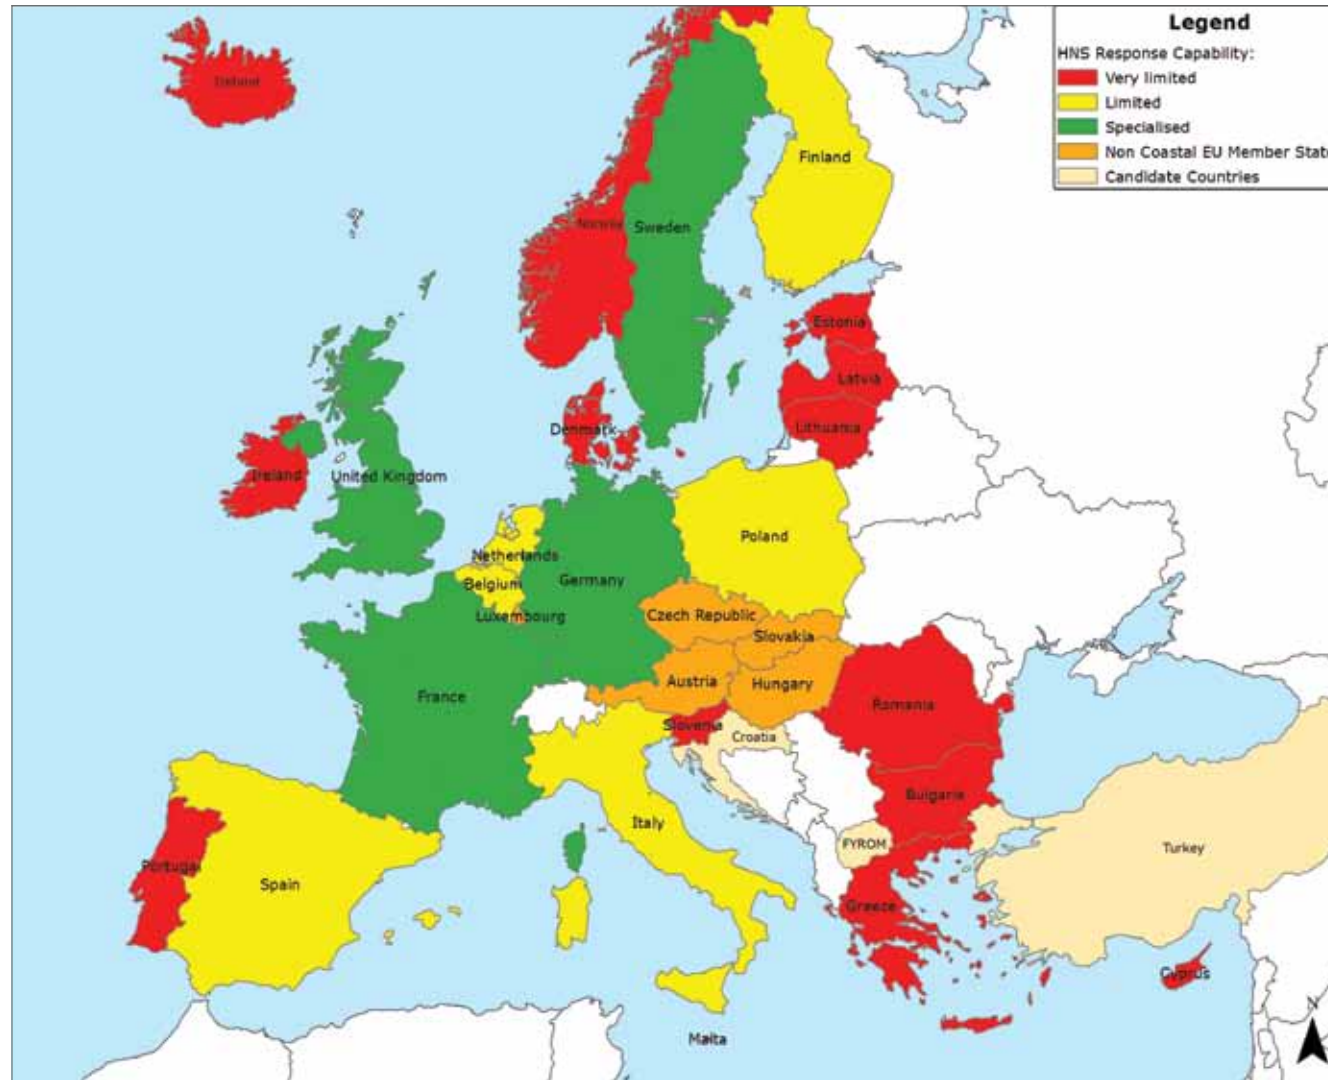 Legend
HNS Response Capability:
Very limited
Limited
Specialised
Non Coastal EU Member State
Candidate Countries
Iceland
Finland
Norway
Sweden
Estonia
Latvia
Lithuania
Denmark
Ireland
United Kingdom
Netherlands
Poland
Belgium
Germany
Luxembourg
Czech Republic
Slovakia
Austria
Hungary
France
Romania
Slovenia
Croatia
Bulgaria
Italy
FYROM
Turkey
Portugal
Spain
Greece
Cyprus
N
Malta